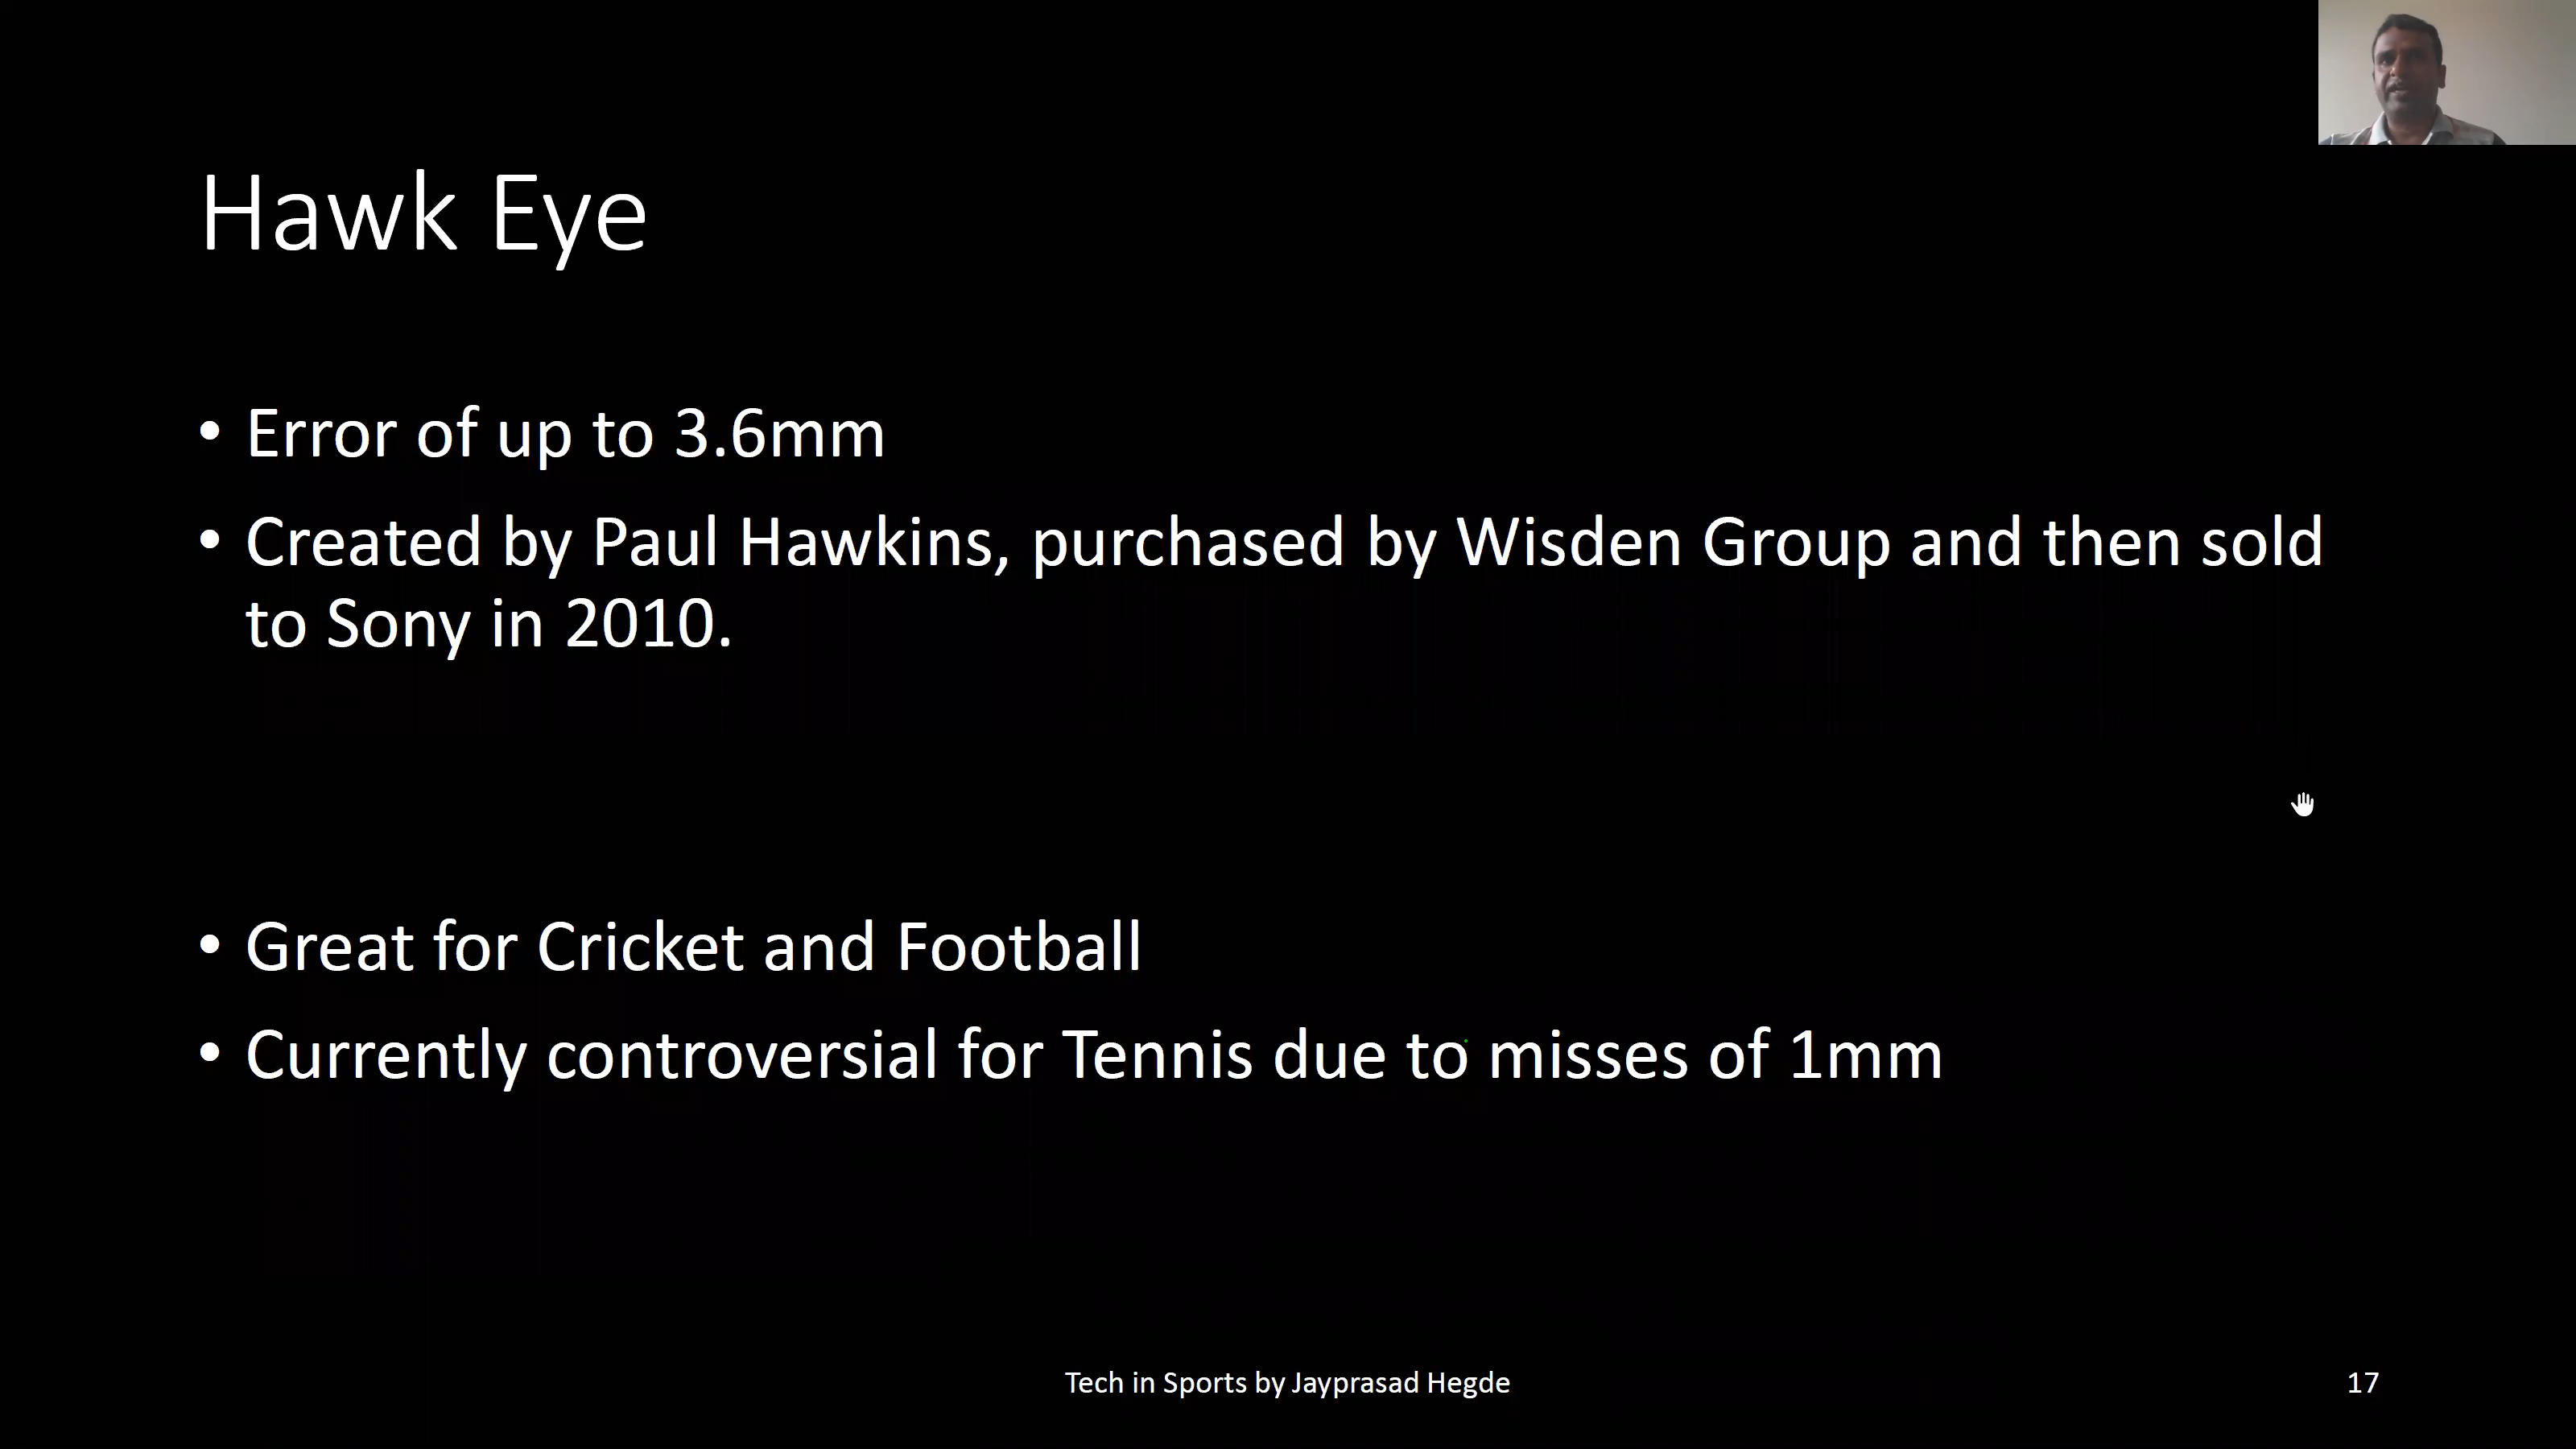 Hawk Eye
• Error of up to 3.6mm
• Created by Paul Hawkins, purchased by Wisden Group and then sold
to Sony in 2010.
• Great for Cricket and Football
• Currently controversial for Tennis due to misses of 1mm
Tech in Sports by Jayprasad Hegde
17